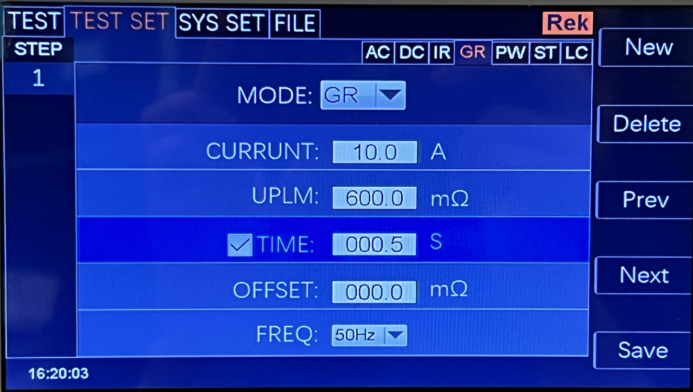 TEST TEST SET SYS SET FILE Rek
STEP AC DC IR GR PW ST LC
1
MODE: GR
CURRUNT: 10.0 A
UPLM: 600.0 mΩ
TIME: 000.5 S
OFFSET: 000.0 mΩ
FREQ: 50Hz
New
Delete
Prev
Next
Save
16:20:03